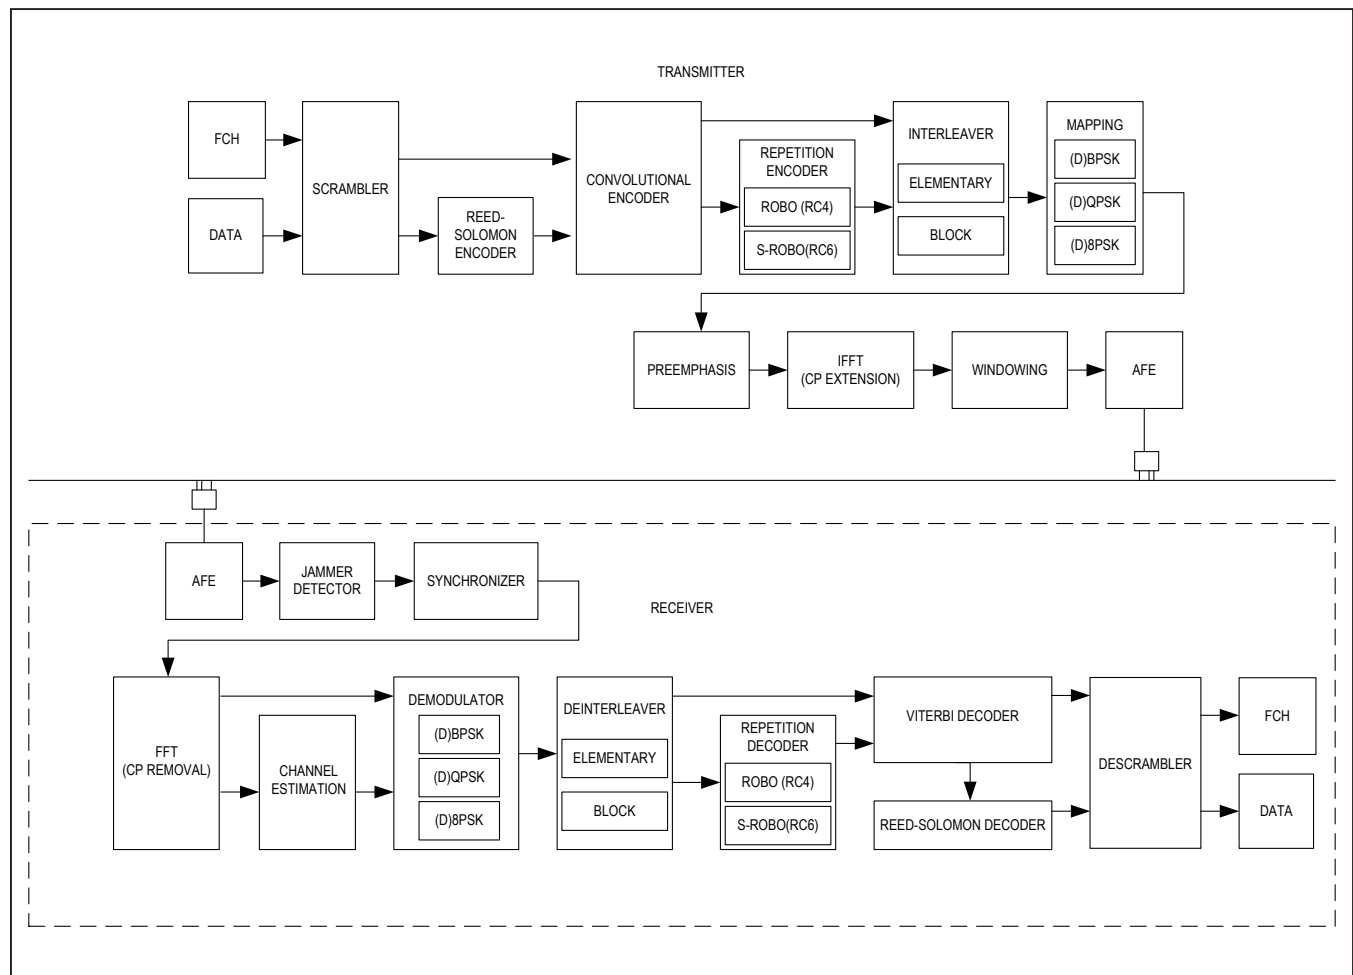 TRANSMITTER
FCH
DATA
SCRAMBLER
REED-
SOLOMON
ENCODER
CONVOLUTIONAL
ENCODER
REPETITION
ENCODER
ROBO (RC4)
S-ROBO(RC6)
INTERLEAVER
ELEMENTARY
BLOCK
MAPPING
(D)BPSK
(D)QPSK
(D)8PSK
PREEMPHASIS
IFFT
(CP EXTENSION)
WINDOWING
AFE
AFE
JAMMER
DETECTOR
SYNCHRONIZER
RECEIVER
FFT
(CP REMOVAL)
CHANNEL
ESTIMATION
DEMODULATOR
(D)BPSK
(D)QPSK
(D)8PSK
DEINTERLEAVER
ELEMENTARY
BLOCK
REPETITION
DECODER
ROBO (RC4)
S-ROBO(RC6)
VITERBI DECODER
REED-SOLOMON DECODER
DESCRAMBLER
FCH
DATA